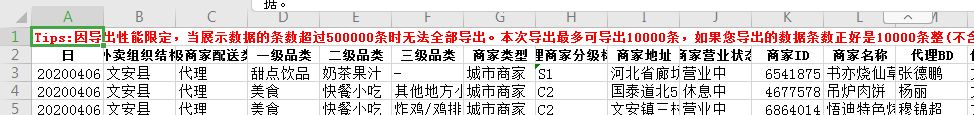 据。
A B C D E F G H I J K L M
1 Tips:因导出性能限定，当展示数据的条数超过500000条时无法全部导出。本次导出最多可导出10000条，如果您导出的数据条数正好是10000条整(不含
2 日 外卖组织结构 商家配送类 一级品类 二级品类 三级品类 商家类型 理商家分级标 商家地址 商家营业状态 商家ID 商家名称 代理BD
3 20200406 文安县 代理 甜点饮品 奶茶果汁 - 城市商家 S1 河北省廊坊 营业中 6541875 书亦烧仙草 张德鹏
4 20200406 文安县 代理 美食 快餐小吃 其他地方小 城市商家 C2 国泰道北5 休息中 4677578 吊炉肉饼 杨丽
5 20200406 文安县 代理 美食 快餐小吃 炸鸡/鸡排 城市商家 C2 文安镇三村 营业中 6864014 悟迪特色烧 穆锦超